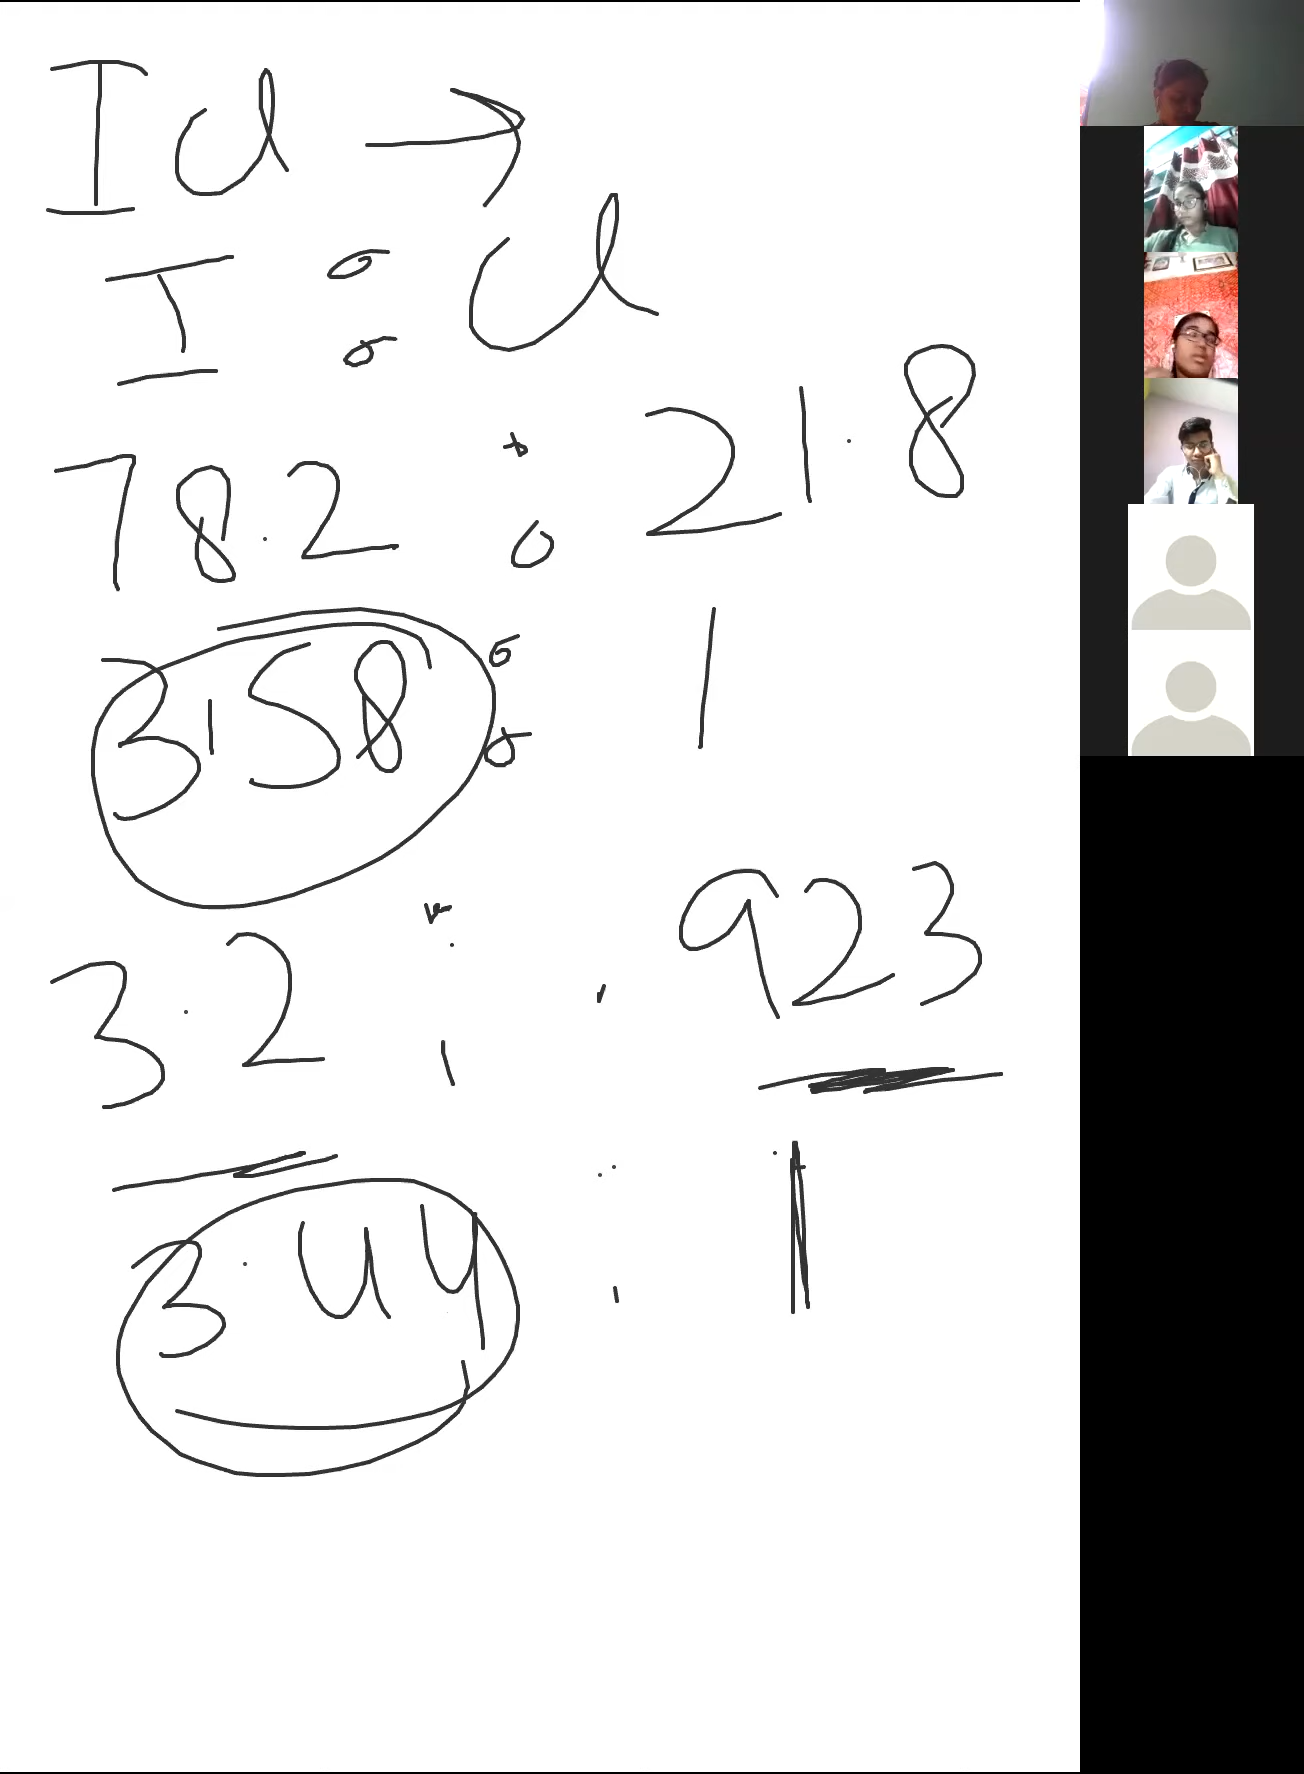 Id →
I : d
78.2 : 21.8
3.58 : 1
3.2 : .923
3.44 : 1